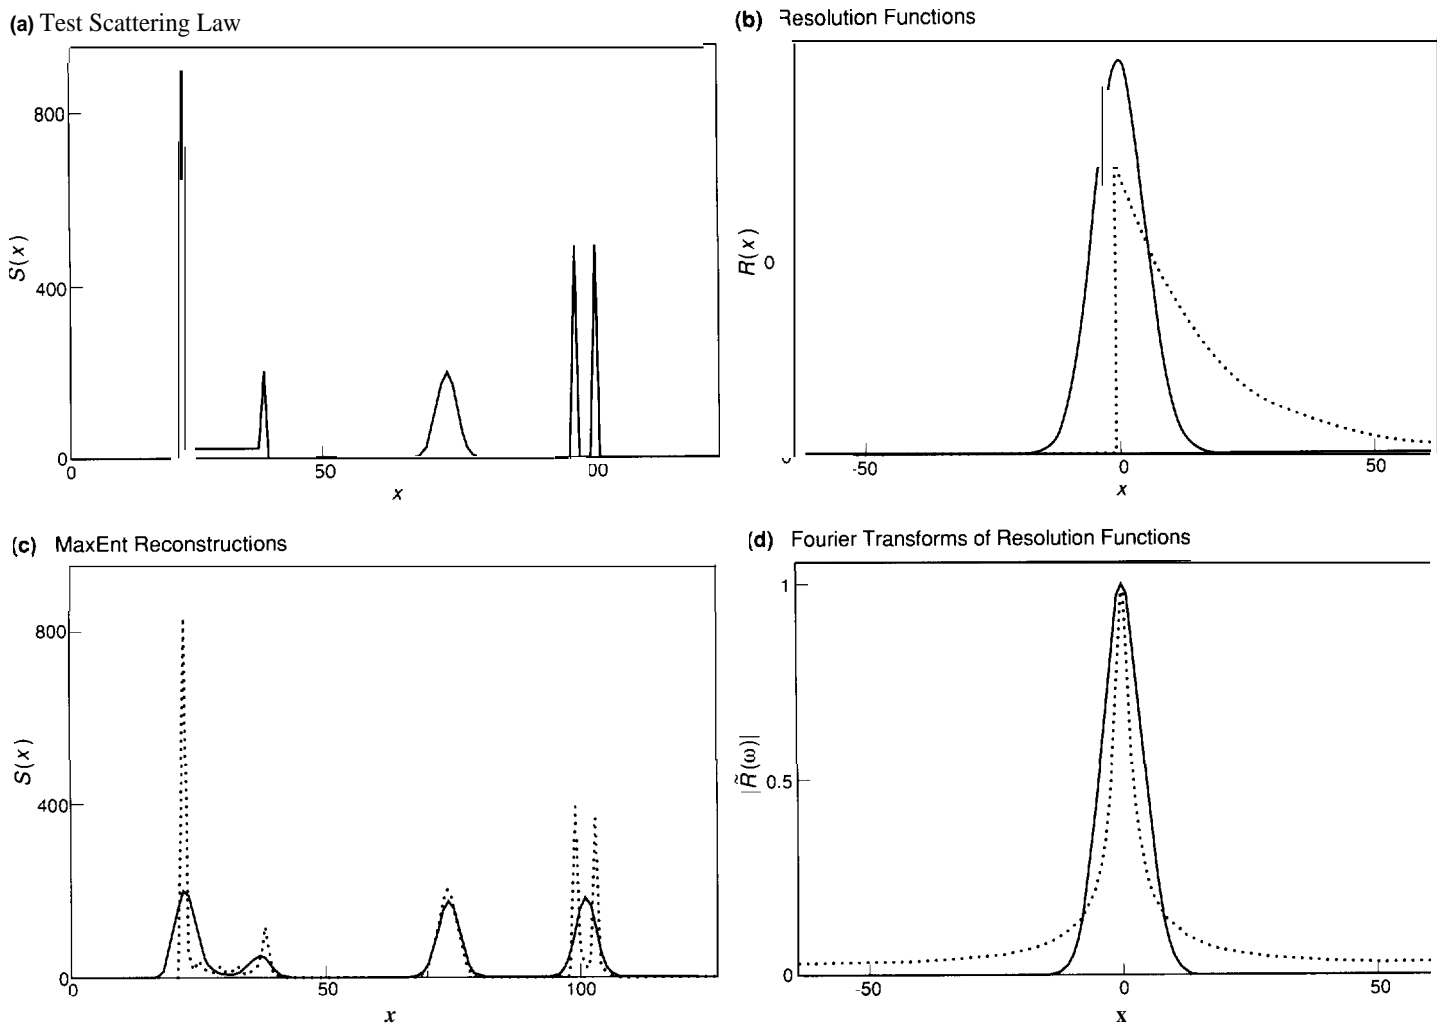 (a) Test Scattering Law
800
400
0
S(x)
50
00
x
(b) Resolution Functions
R(x)
0
-50
0
50
x
(c) MaxEnt Reconstructions
800
400
0
S(x)
0
50
100
x
(d) Fourier Transforms of Resolution Functions
1
0.5
0
|R̃(ω)|
-50
0
50
x